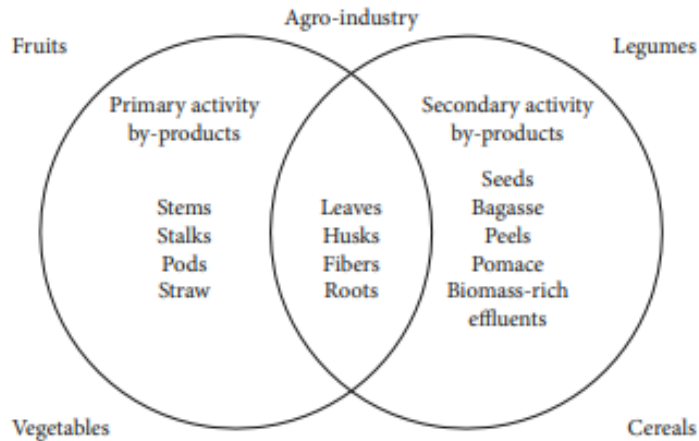 Agro-industry
Fruits
Legumes
Primary activity
by-products
Secondary activity
by-products
Stems
Stalks
Pods
Straw
Leaves
Husks
Fibers
Roots
Seeds
Bagasse
Peels
Pomace
Biomass-rich
effluents
Vegetables
Cereals